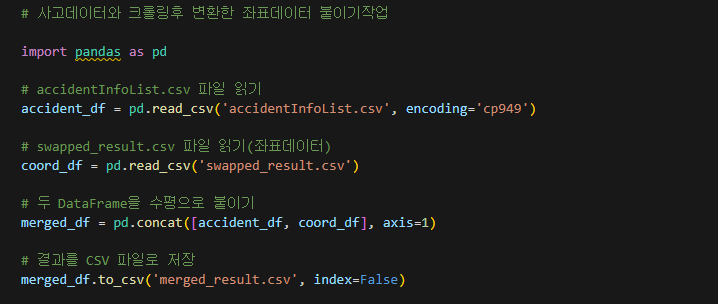 # 사고데이터와 크롤링후 변환한 좌표데이터 붙이기작업
import pandas as pd
# accidentInfoList.csv 파일 읽기
accident_df = pd.read_csv('accidentInfoList.csv', encoding='cp949')
# swapped_result.csv 파일 읽기(좌표데이터)
coord_df = pd.read_csv('swapped_result.csv')
# 두 DataFrame을 수평으로 붙이기
merged_df = pd.concat([accident_df, coord_df], axis=1)
# 결과를 CSV 파일로 저장
merged_df.to_csv('merged_result.csv', index=False)